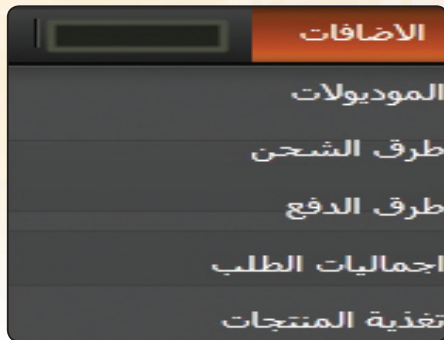 الاضافات
الموديولات
طرق الشحن
طرق الدفع
اجماليات الطلب
تغذية المنتجات